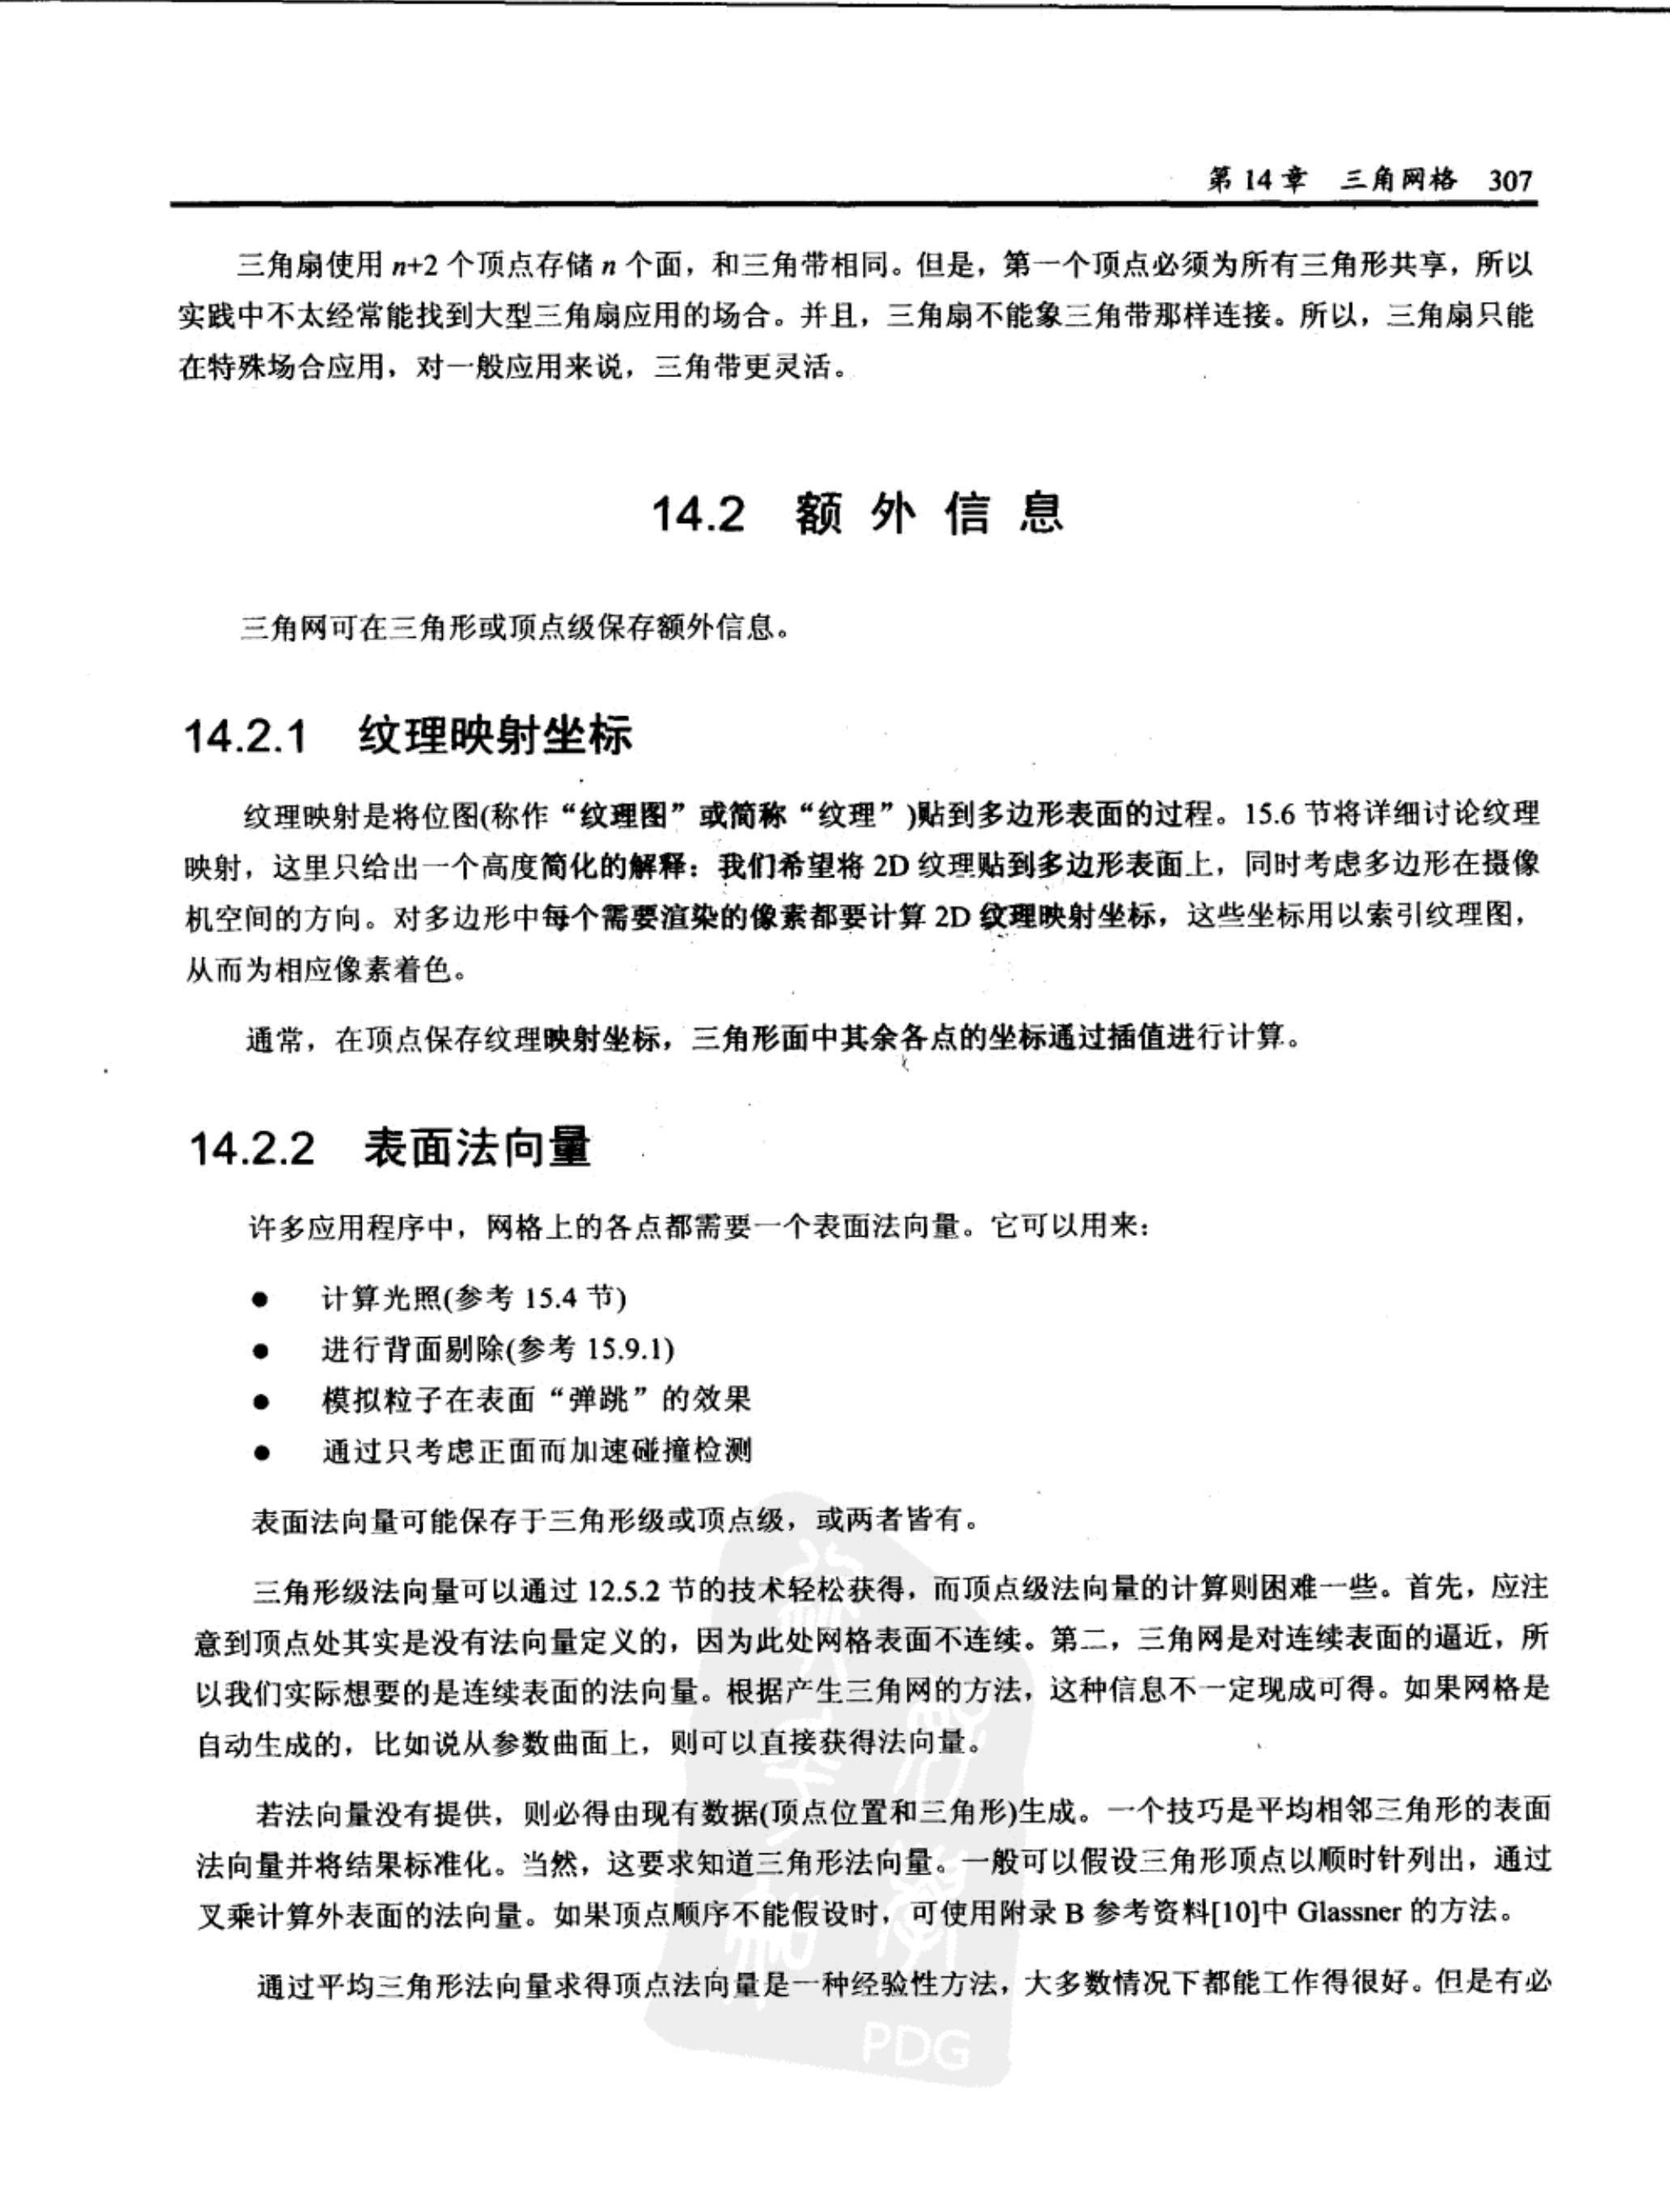 第 14 章　三角网格　307
三角扇使用 n+2 个顶点存储 n 个面，和三角带相同。但是，第一个顶点必须为所有三角形共享，所以
实践中不太经常能找到大型三角扇应用的场合。并且，三角扇不能象三角带那样连接。所以，三角扇只能
在特殊场合应用，对一般应用来说，三角带更灵活。
14.2　额 外 信 息
三角网可在三角形或顶点级保存额外信息。
14.2.1　纹理映射坐标
纹理映射是将位图(称作“纹理图”或简称“纹理”)贴到多边形表面的过程。15.6 节将详细讨论纹理
映射，这里只给出一个高度简化的解释：我们希望将 2D 纹理贴到多边形表面上，同时考虑多边形在摄像
机空间的方向。对多边形中每个需要渲染的像素都要计算 2D 纹理映射坐标，这些坐标用以索引纹理图，
从而为相应像素着色。
通常，在顶点保存纹理映射坐标，三角形面中其余各点的坐标通过插值进行计算。
14.2.2　表面法向量
许多应用程序中，网格上的各点都需要一个表面法向量。它可以用来：
● 计算光照(参考 15.4 节)
● 进行背面剔除(参考 15.9.1)
● 模拟粒子在表面“弹跳”的效果
● 通过只考虑正面而加速碰撞检测
表面法向量可能保存于三角形级或顶点级，或两者皆有。
三角形级法向量可以通过 12.5.2 节的技术轻松获得，而顶点级法向量的计算则困难一些。首先，应注
意到顶点处其实是没有法向量定义的，因为此处网格表面不连续。第二，三角网是对连续表面的逼近，所
以我们实际想要的是连续表面的法向量。根据产生三角网的方法，这种信息不一定现成可得。如果网格是
自动生成的，比如说从参数曲面上，则可以直接获得法向量。
若法向量没有提供，则必得由现有数据(顶点位置和三角形)生成。一个技巧是平均相邻三角形的表面
法向量并将结果标准化。当然，这要求知道三角形法向量。一般可以假设三角形顶点以顺时针列出，通过
叉乘计算外表面的法向量。如果顶点顺序不能假设时，可使用附录 B 参考资料[10]中 Glassner 的方法。
通过平均三角形法向量求得顶点法向量是一种经验性方法，大多数情况下都能工作得很好。但是有必
PDG